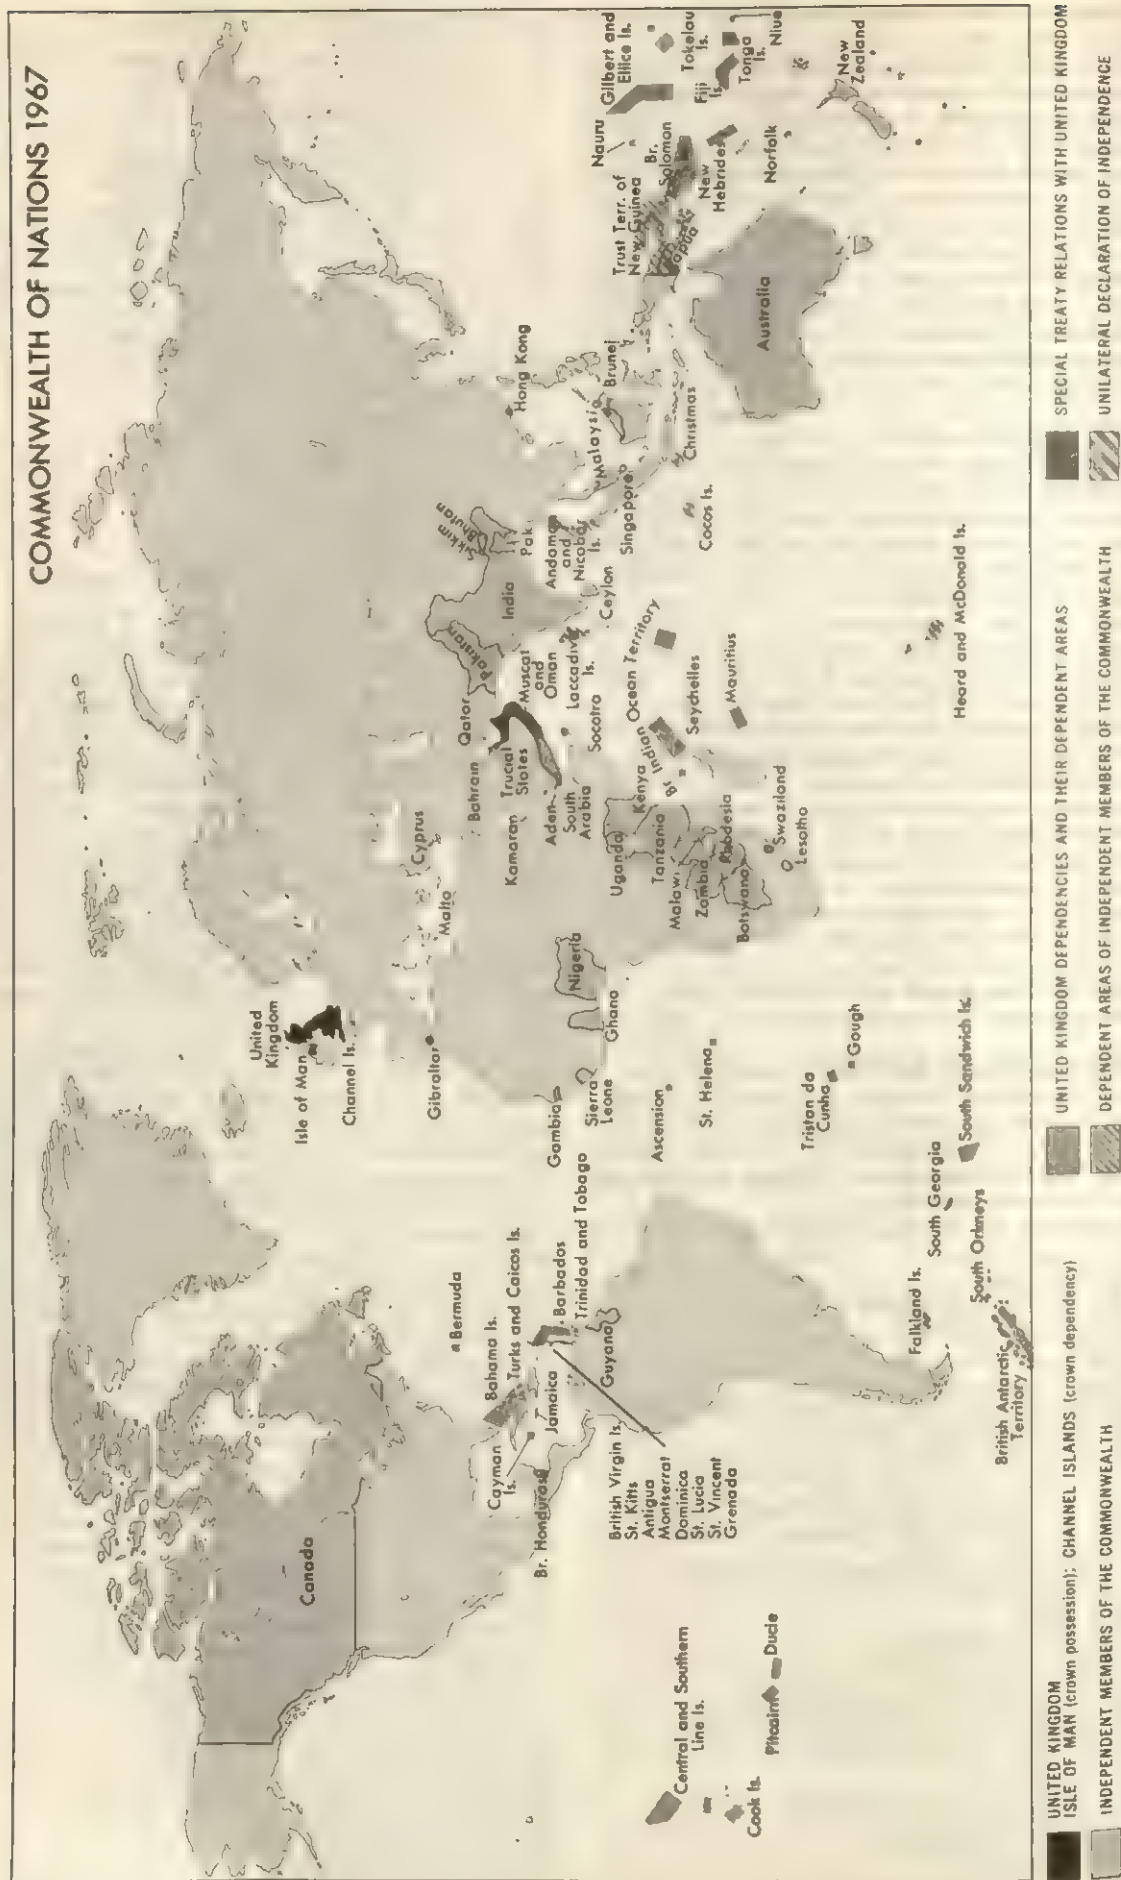 COMMONWEALTH OF NATIONS 1967
Canada
United
Kingdom
Isle of Man
Channel Is.
Gibraltar
Malta
Cyprus
Bermuda
Bahama Is.
Turks and Caicos Is.
Cayman
Is.
Jamaica
Barbados
Trinidad and Tobago
Br. Honduras
Guyana
British Virgin Is.
St. Kitts
Antigua
Montserrat
Dominica
St. Lucia
St. Vincent
Grenada
Central and Southern
Line Is.
Cook Is.
Pitcairn
Ducie
Falkland Is.
South Georgia
South Orkneys
South Sandwich Is.
British Antarctic
Territory
Gambia
Sierra
Leone
Ghana
Nigeria
Ascension
St. Helena
Tristan da
Cunha
Gough
Bahrain
Qatar
Kamaran
Trucial
States
Aden
South
Arabia
Muscat
and
Oman
Socotro
Laccadive
Is.
Uganda
Kenya
Tanzania
Malawi
Zambia
Rhodesia
Botswana
Swaziland
Lesotho
Br. Indian Ocean Territory
Seychelles
Mauritius
Pakistan
India
Sikkim
Bhutan
Pak.
Andaman
and
Nicobar
Is.
Ceylon
Hong Kong
Malaysia
Brunei
Singapore
Christmas
Cocos Is.
Heard and McDonald Is.
Australia
Trust Terr. of
New Guinea
Papua
Nauru
Br.
Solomon
New
Hebrides
Norfolk
Gilbert and
Ellice Is.
Tokelau
Is.
Fiji
Is.
Tonga
Is.
Niue
New
Zealand
UNITED KINGDOM
ISLE OF MAN (crown possession); CHANNEL ISLANDS (crown dependency)
INDEPENDENT MEMBERS OF THE COMMONWEALTH
UNITED KINGDOM DEPENDENCIES AND THEIR DEPENDENT AREAS
DEPENDENT AREAS OF INDEPENDENT MEMBERS OF THE COMMONWEALTH
SPECIAL TREATY RELATIONS WITH UNITED KINGDOM
UNILATERAL DECLARATION OF INDEPENDENCE